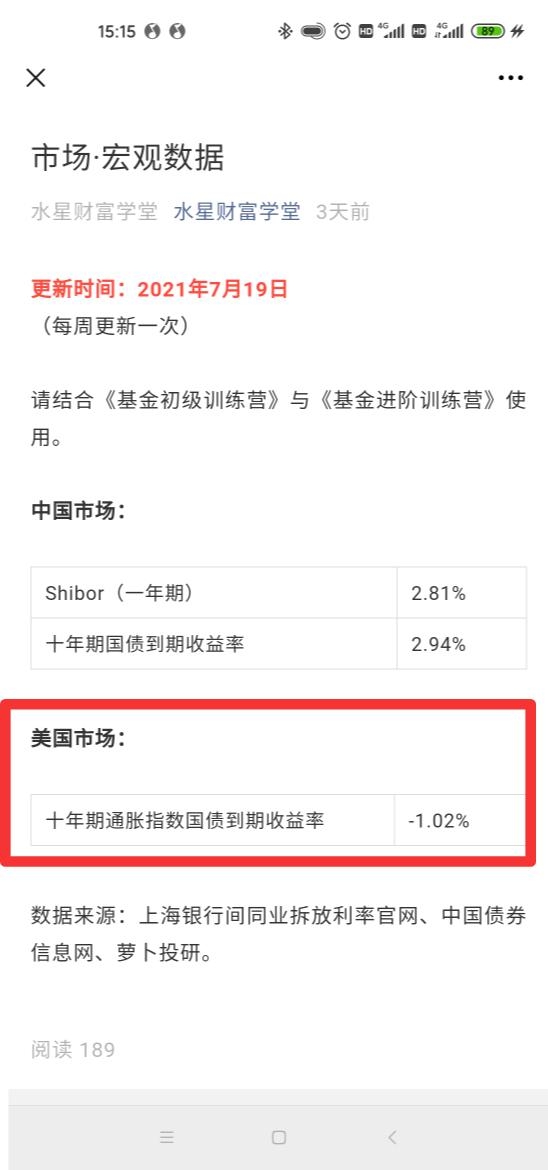 15:15 HD 4G HD 4G 89
市场·宏观数据
水星财富学堂 水星财富学堂 3天前
更新时间：2021年7月19日
（每周更新一次）
请结合《基金初级训练营》与《基金进阶训练营》使
用。
中国市场：
Shibor（一年期） 2.81%
十年期国债到期收益率 2.94%
美国市场：
十年期通胀指数国债到期收益率 -1.02%
数据来源：上海银行间同业拆放利率官网、中国债券
信息网、萝卜投研。
阅读 189